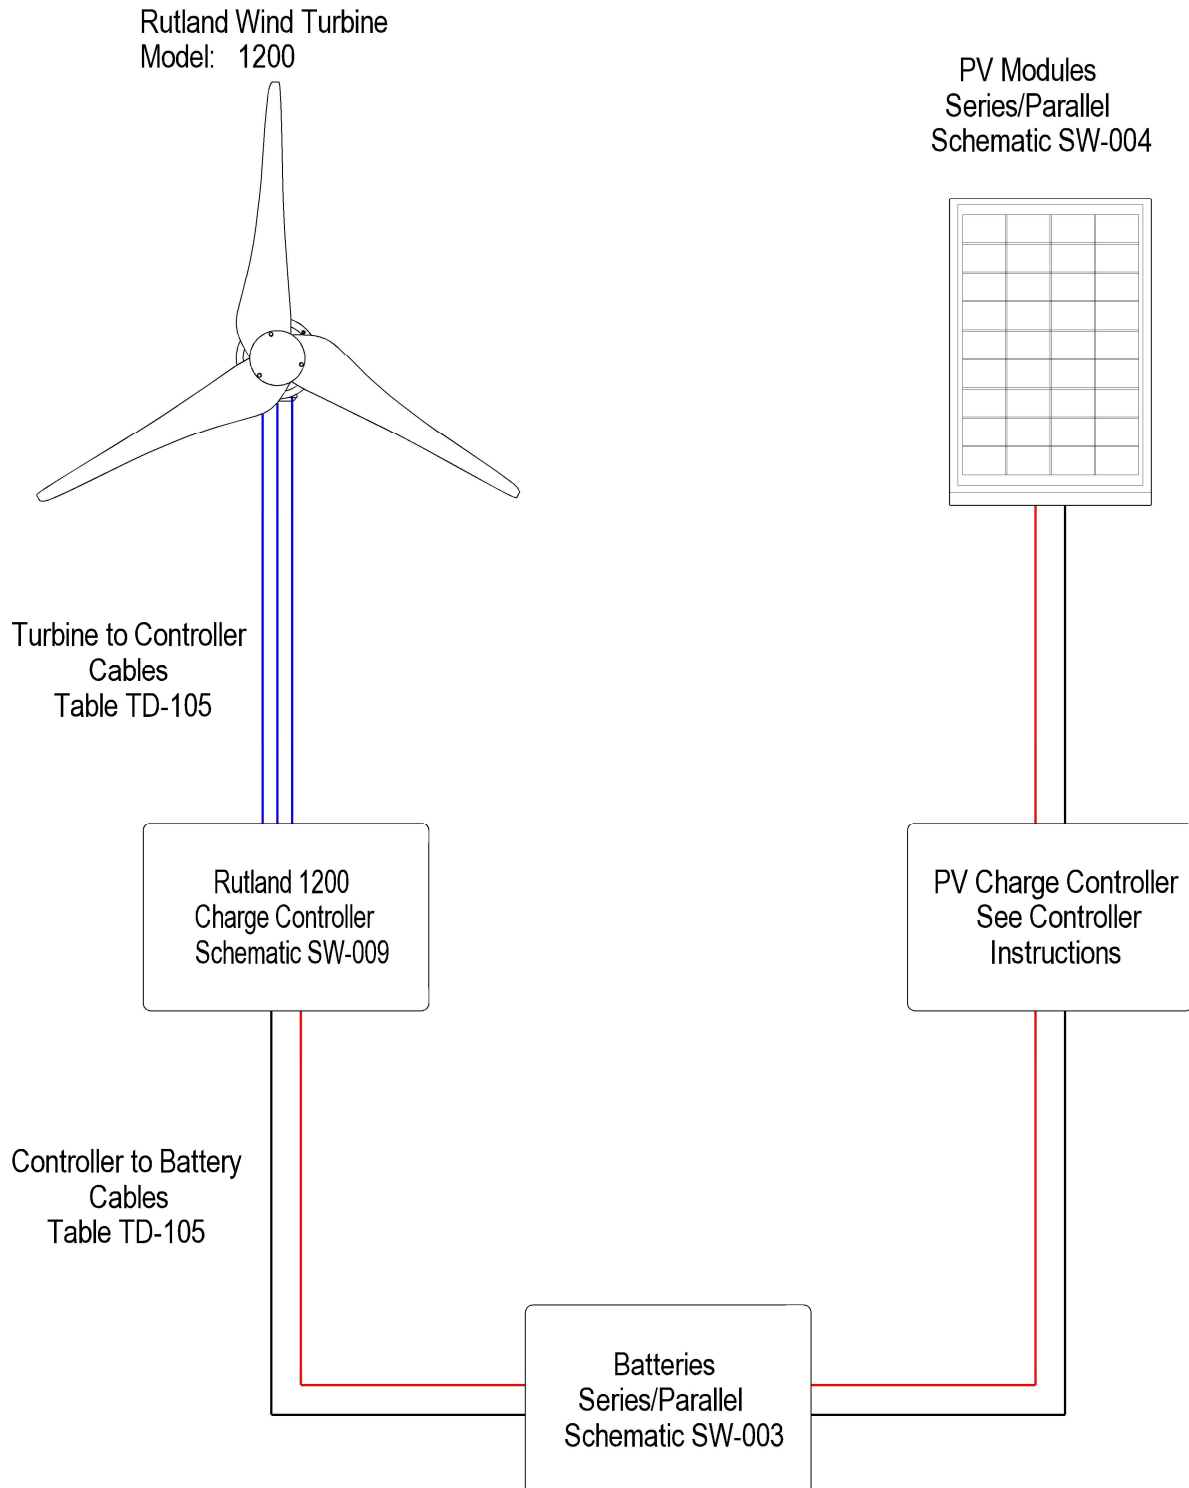 Rutland Wind Turbine
Model: 1200
PV Modules
Series/Parallel
Schematic SW-004
Turbine to Controller
Cables
Table TD-105
Rutland 1200
Charge Controller
Schematic SW-009
PV Charge Controller
See Controller
Instructions
Controller to Battery
Cables
Table TD-105
Batteries
Series/Parallel
Schematic SW-003